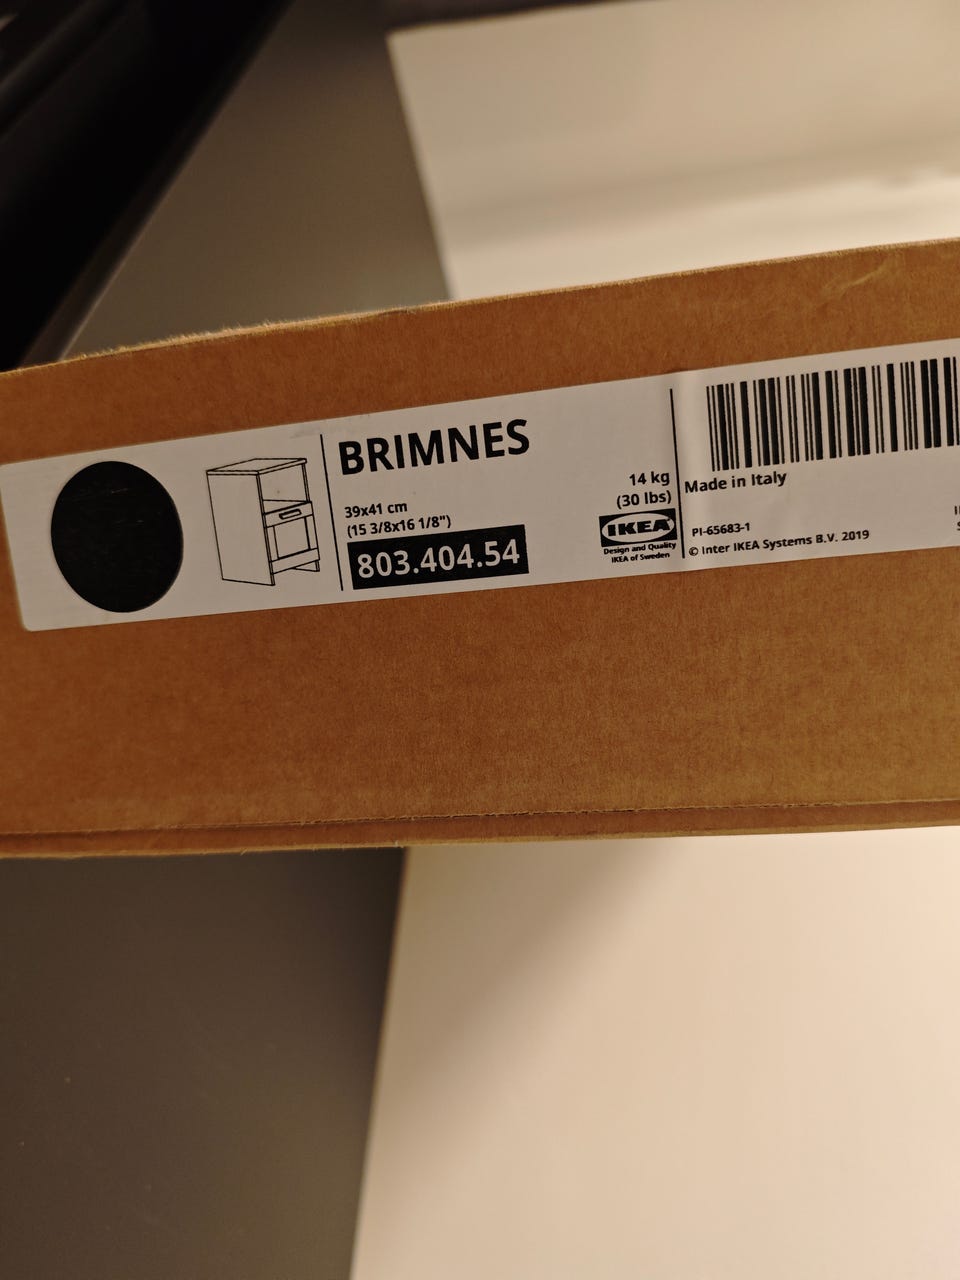 BRIMNES
39x41 cm
(15 3/8x16 1/8")
803.404.54
14 kg
(30 lbs)
IKEA
Design and Quality
IKEA of Sweden
Made in Italy
PI-65683-1
© Inter IKEA Systems B.V. 2019